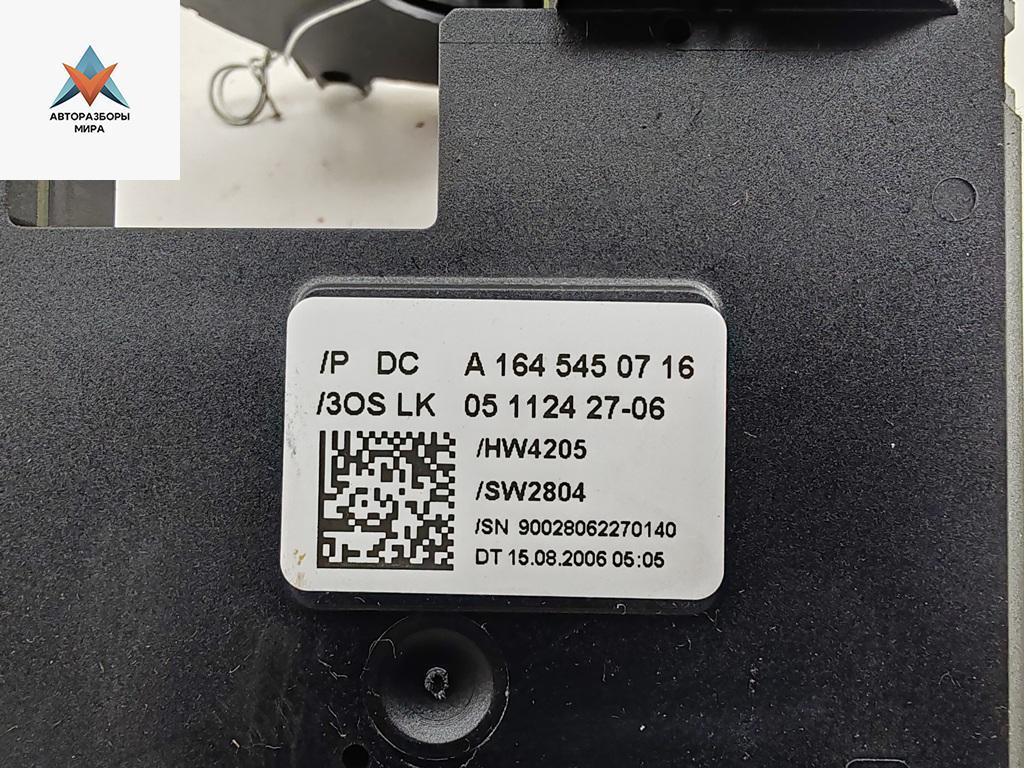 АВТОРАЗБОРЫ
МИРА
/P DC A 164 545 07 16
/3OS LK 05 1124 27-06
/HW4205
/SW2804
/SN 90028062270140
DT 15.08.2006 05:05